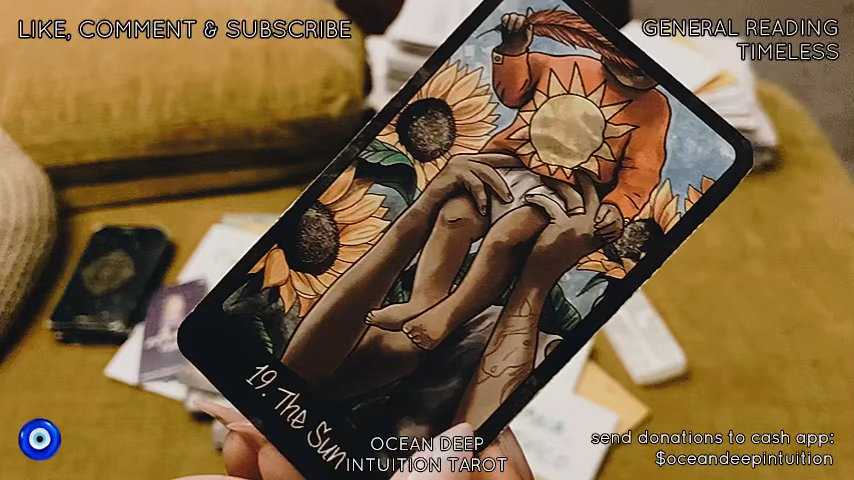 LIKE, COMMENT & SUBSCRIBE
GENERAL READING
TIMELESS
19. The Sun
OCEAN DEEP
INTUITION TAROT
send donations to cash app:
$oceandeepintuition